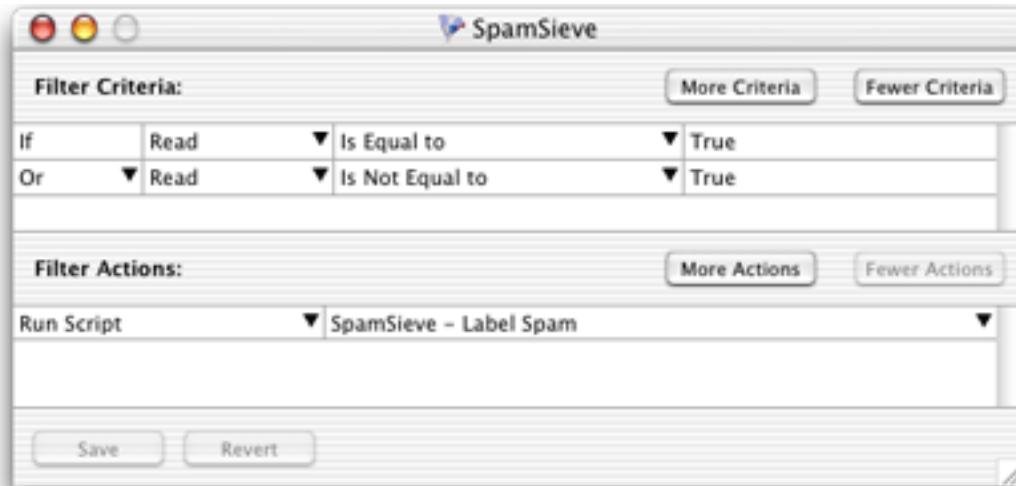 SpamSieve
Filter Criteria: More Criteria Fewer Criteria
If Read Is Equal to True
Or Read Is Not Equal to True
Filter Actions: More Actions Fewer Actions
Run Script SpamSieve – Label Spam
Save Revert